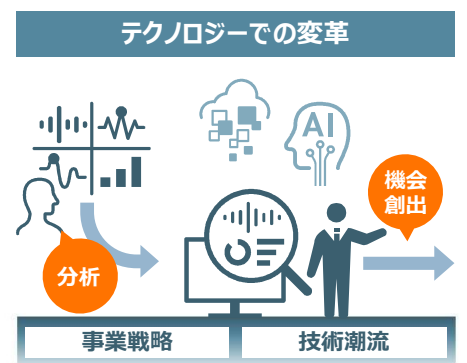 テクノロジーでの変革
AI
機会
創出
分析
事業戦略
技術潮流